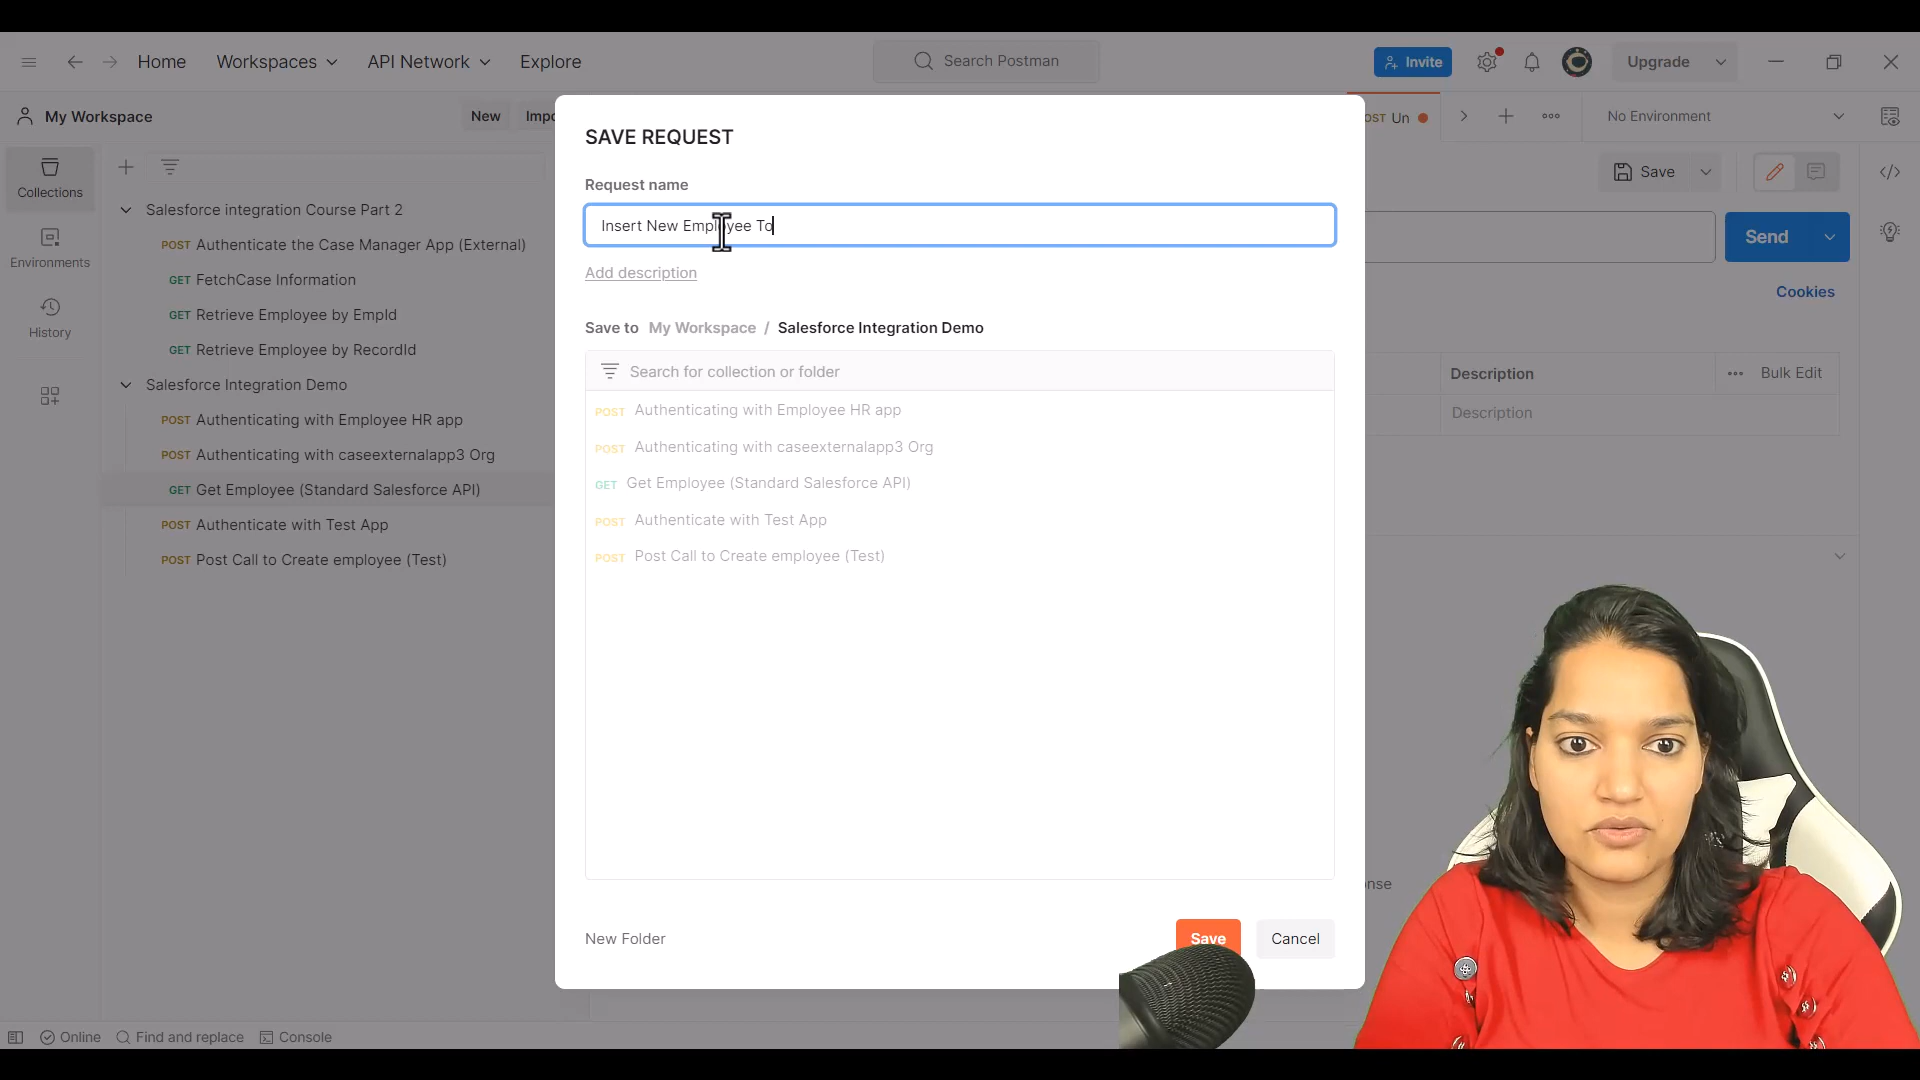 Home Workspaces API Network Explore Search Postman Invite Upgrade
My Workspace New Impo OST Un No Environment
SAVE REQUEST
Collections
Environments
History
Salesforce integration Course Part 2
POST Authenticate the Case Manager App (External)
GET FetchCase Information
GET Retrieve Employee by EmpId
GET Retrieve Employee by RecordId
Salesforce Integration Demo
POST Authenticating with Employee HR app
POST Authenticating with caseexternalapp3 Org
GET Get Employee (Standard Salesforce API)
POST Authenticate with Test App
POST Post Call to Create employee (Test)
Request name
Insert New Employee To
Add description
Save to My Workspace / Salesforce Integration Demo
Search for collection or folder
POST Authenticating with Employee HR app
POST Authenticating with caseexternalapp3 Org
GET Get Employee (Standard Salesforce API)
POST Authenticate with Test App
POST Post Call to Create employee (Test)
New Folder Save Cancel
Save
Send
Cookies
Description Bulk Edit
Description
onse
Online Find and replace Console